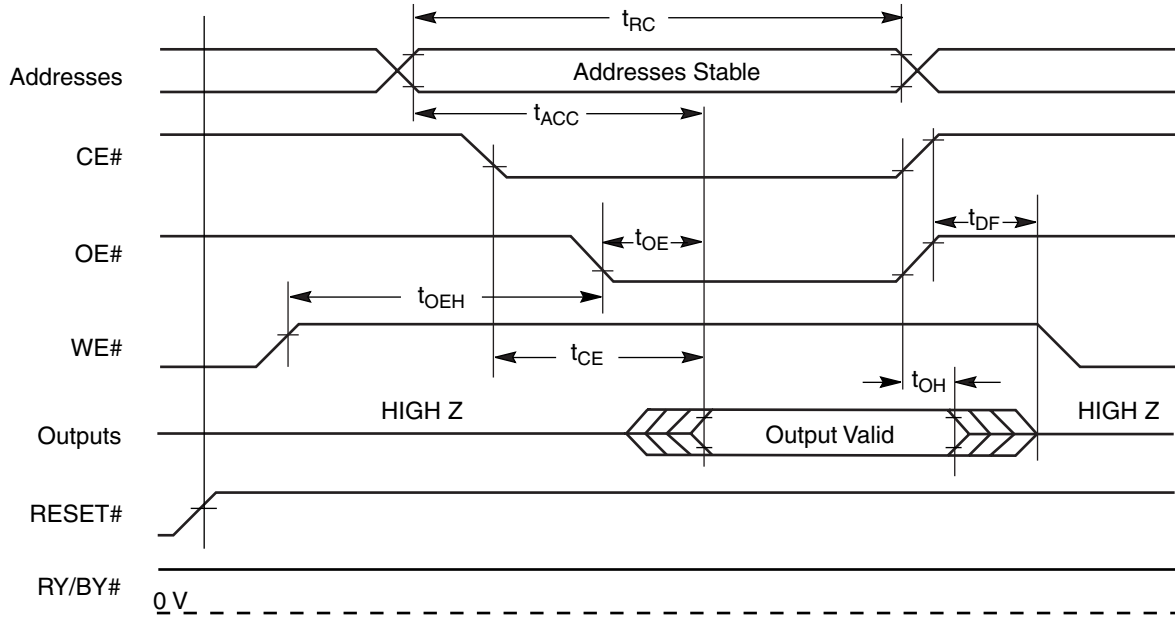 tRC
Addresses
Addresses Stable
tACC
CE#
tDF
OE#
tOE
tOEH
WE#
tCE
tOH
HIGH Z
HIGH Z
Outputs
Output Valid
RESET#
RY/BY#
0 V